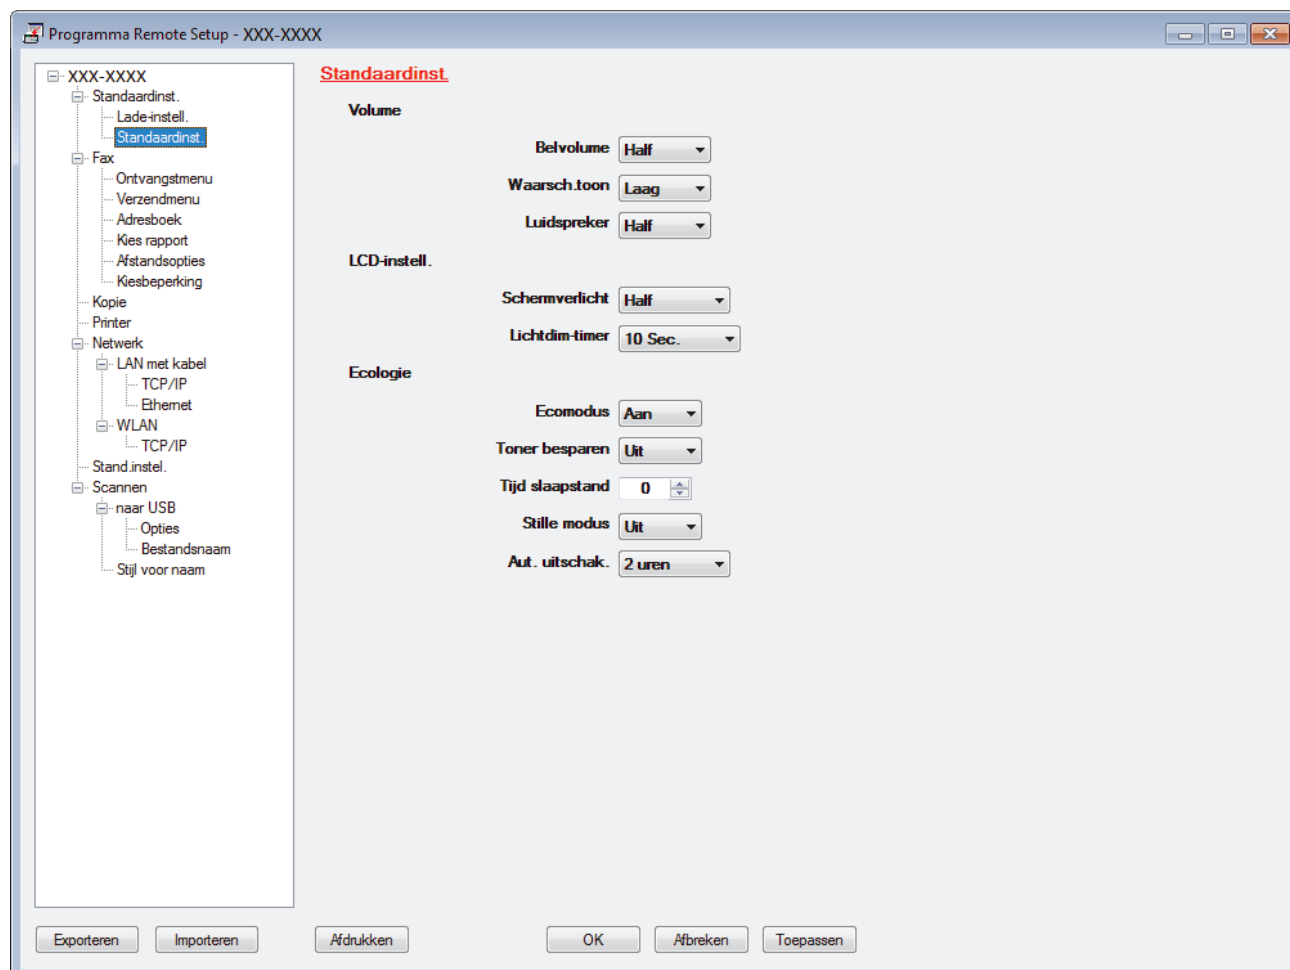 Programma Remote Setup - XXX-XXXX
XXX-XXXX
Standaardinst.
Lade-instell.
Standaardinst.
Fax
Ontvangstmenu
Verzendmenu
Adresboek
Kies rapport
Afstandsopties
Kiesbeperking
Kopie
Printer
Netwerk
LAN met kabel
TCP/IP
Ethernet
WLAN
TCP/IP
Stand.instel.
Scannen
naar USB
Opties
Bestandsnaam
Stijl voor naam
Standaardinst.
Volume
Belvolume Half
Waarsch.toon Laag
Luidspreker Half
LCD-instell.
Schermverlicht Half
Lichtdim-timer 10 Sec.
Ecologie
Ecomodus Aan
Toner besparen Uit
Tijd slaapstand 0
Stille modus Uit
Aut. uitschak. 2 uren
Exporteren Importeren Afdrukken OK Afbreken Toepassen